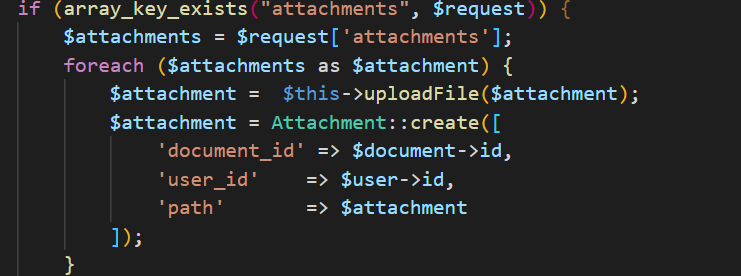 if (array_key_exists("attachments", $request)) {
$attachments = $request['attachments'];
foreach ($attachments as $attachment) {
$attachment =  $this->uploadFile($attachment);
$attachment = Attachment::create([
'document_id' => $document->id,
'user_id'    => $user->id,
'path'       => $attachment
]);
}